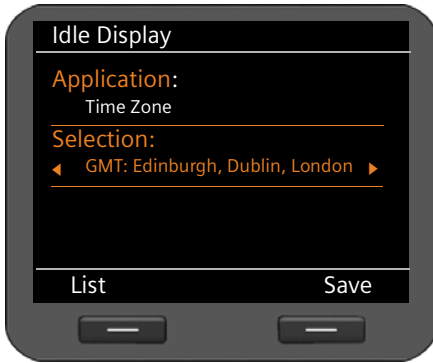 Idle Display
Application:
Time Zone
Selection:
GMT: Edinburgh, Dublin, London
List Save